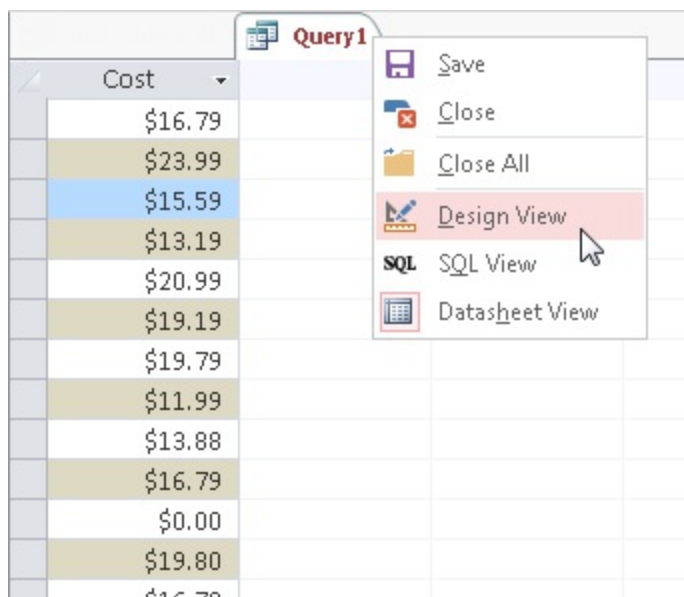 Query1
Save
Close
Close All
Design View
SQL SQL View
Datasheet View
Cost
$16.79
$23.99
$15.59
$13.19
$20.99
$19.19
$19.79
$11.99
$13.88
$16.79
$0.00
$19.80